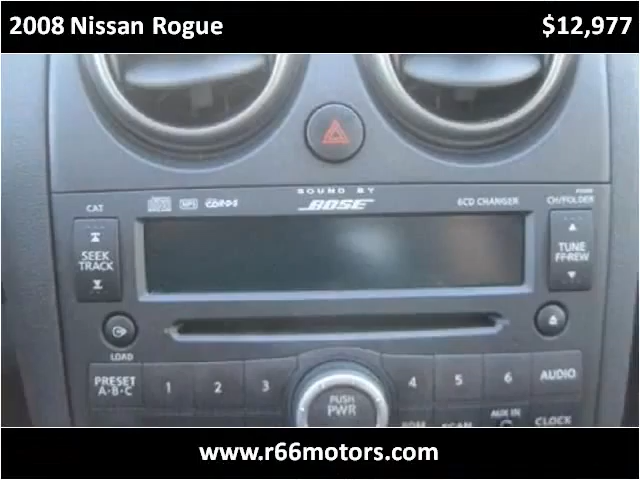 2008 Nissan Rogue $12,977
SOUND BY
BOSE
6CD CHANGER
CAT
CH/FOLDER
SEEK
TRACK
TUNE
FF·REW
LOAD
PRESET
A·B·C
1 2 3
4 5 6
AUDIO
PUSH
PWR
AUX IN
SCAN
CLOCK
www.r66motors.com